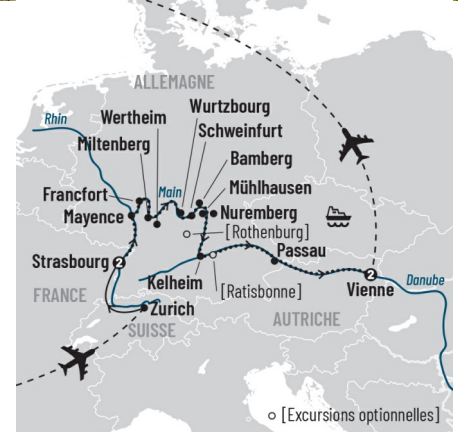 ALLEMAGNE
Rhin
Wertheim
Wurtzbourg
Schweinfurt
Miltenberg
Bamberg
Francfort
Main
Mühlhausen
Mayence
Nuremberg
[Rothenburg]
Strasbourg 2
Passau
Kelheim
2
Vienne
Danube
[Ratisbonne]
FRANCE
Zurich
AUTRICHE
SUISSE
[Excursions optionnelles]